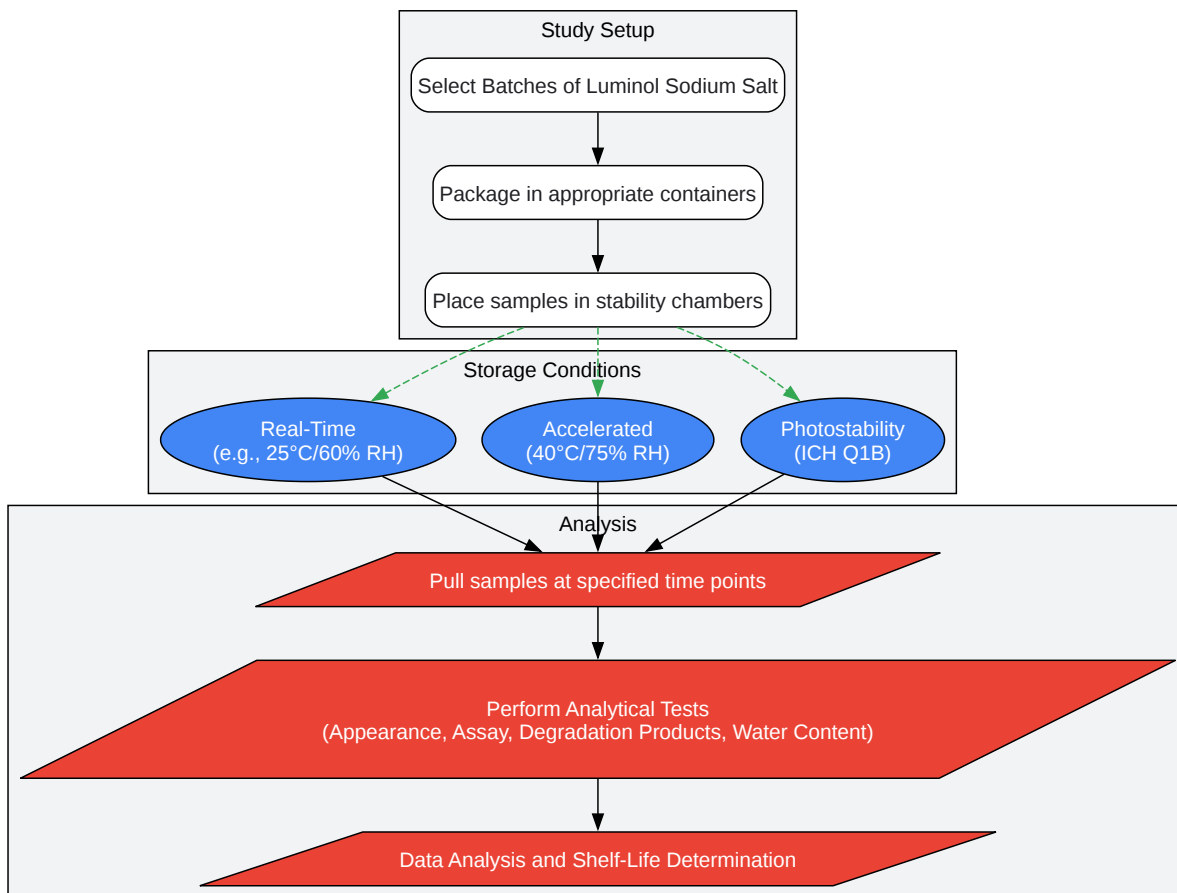 Study Setup
Select Batches of Luminol Sodium Salt
Package in appropriate containers
Place samples in stability chambers
Storage Conditions
Real-Time
(e.g., 25°C/60% RH)
Accelerated
(40°C/75% RH)
Photostability
(ICH Q1B)
Analysis
Pull samples at specified time points
Perform Analytical Tests
(Appearance, Assay, Degradation Products, Water Content)
Data Analysis and Shelf-Life Determination